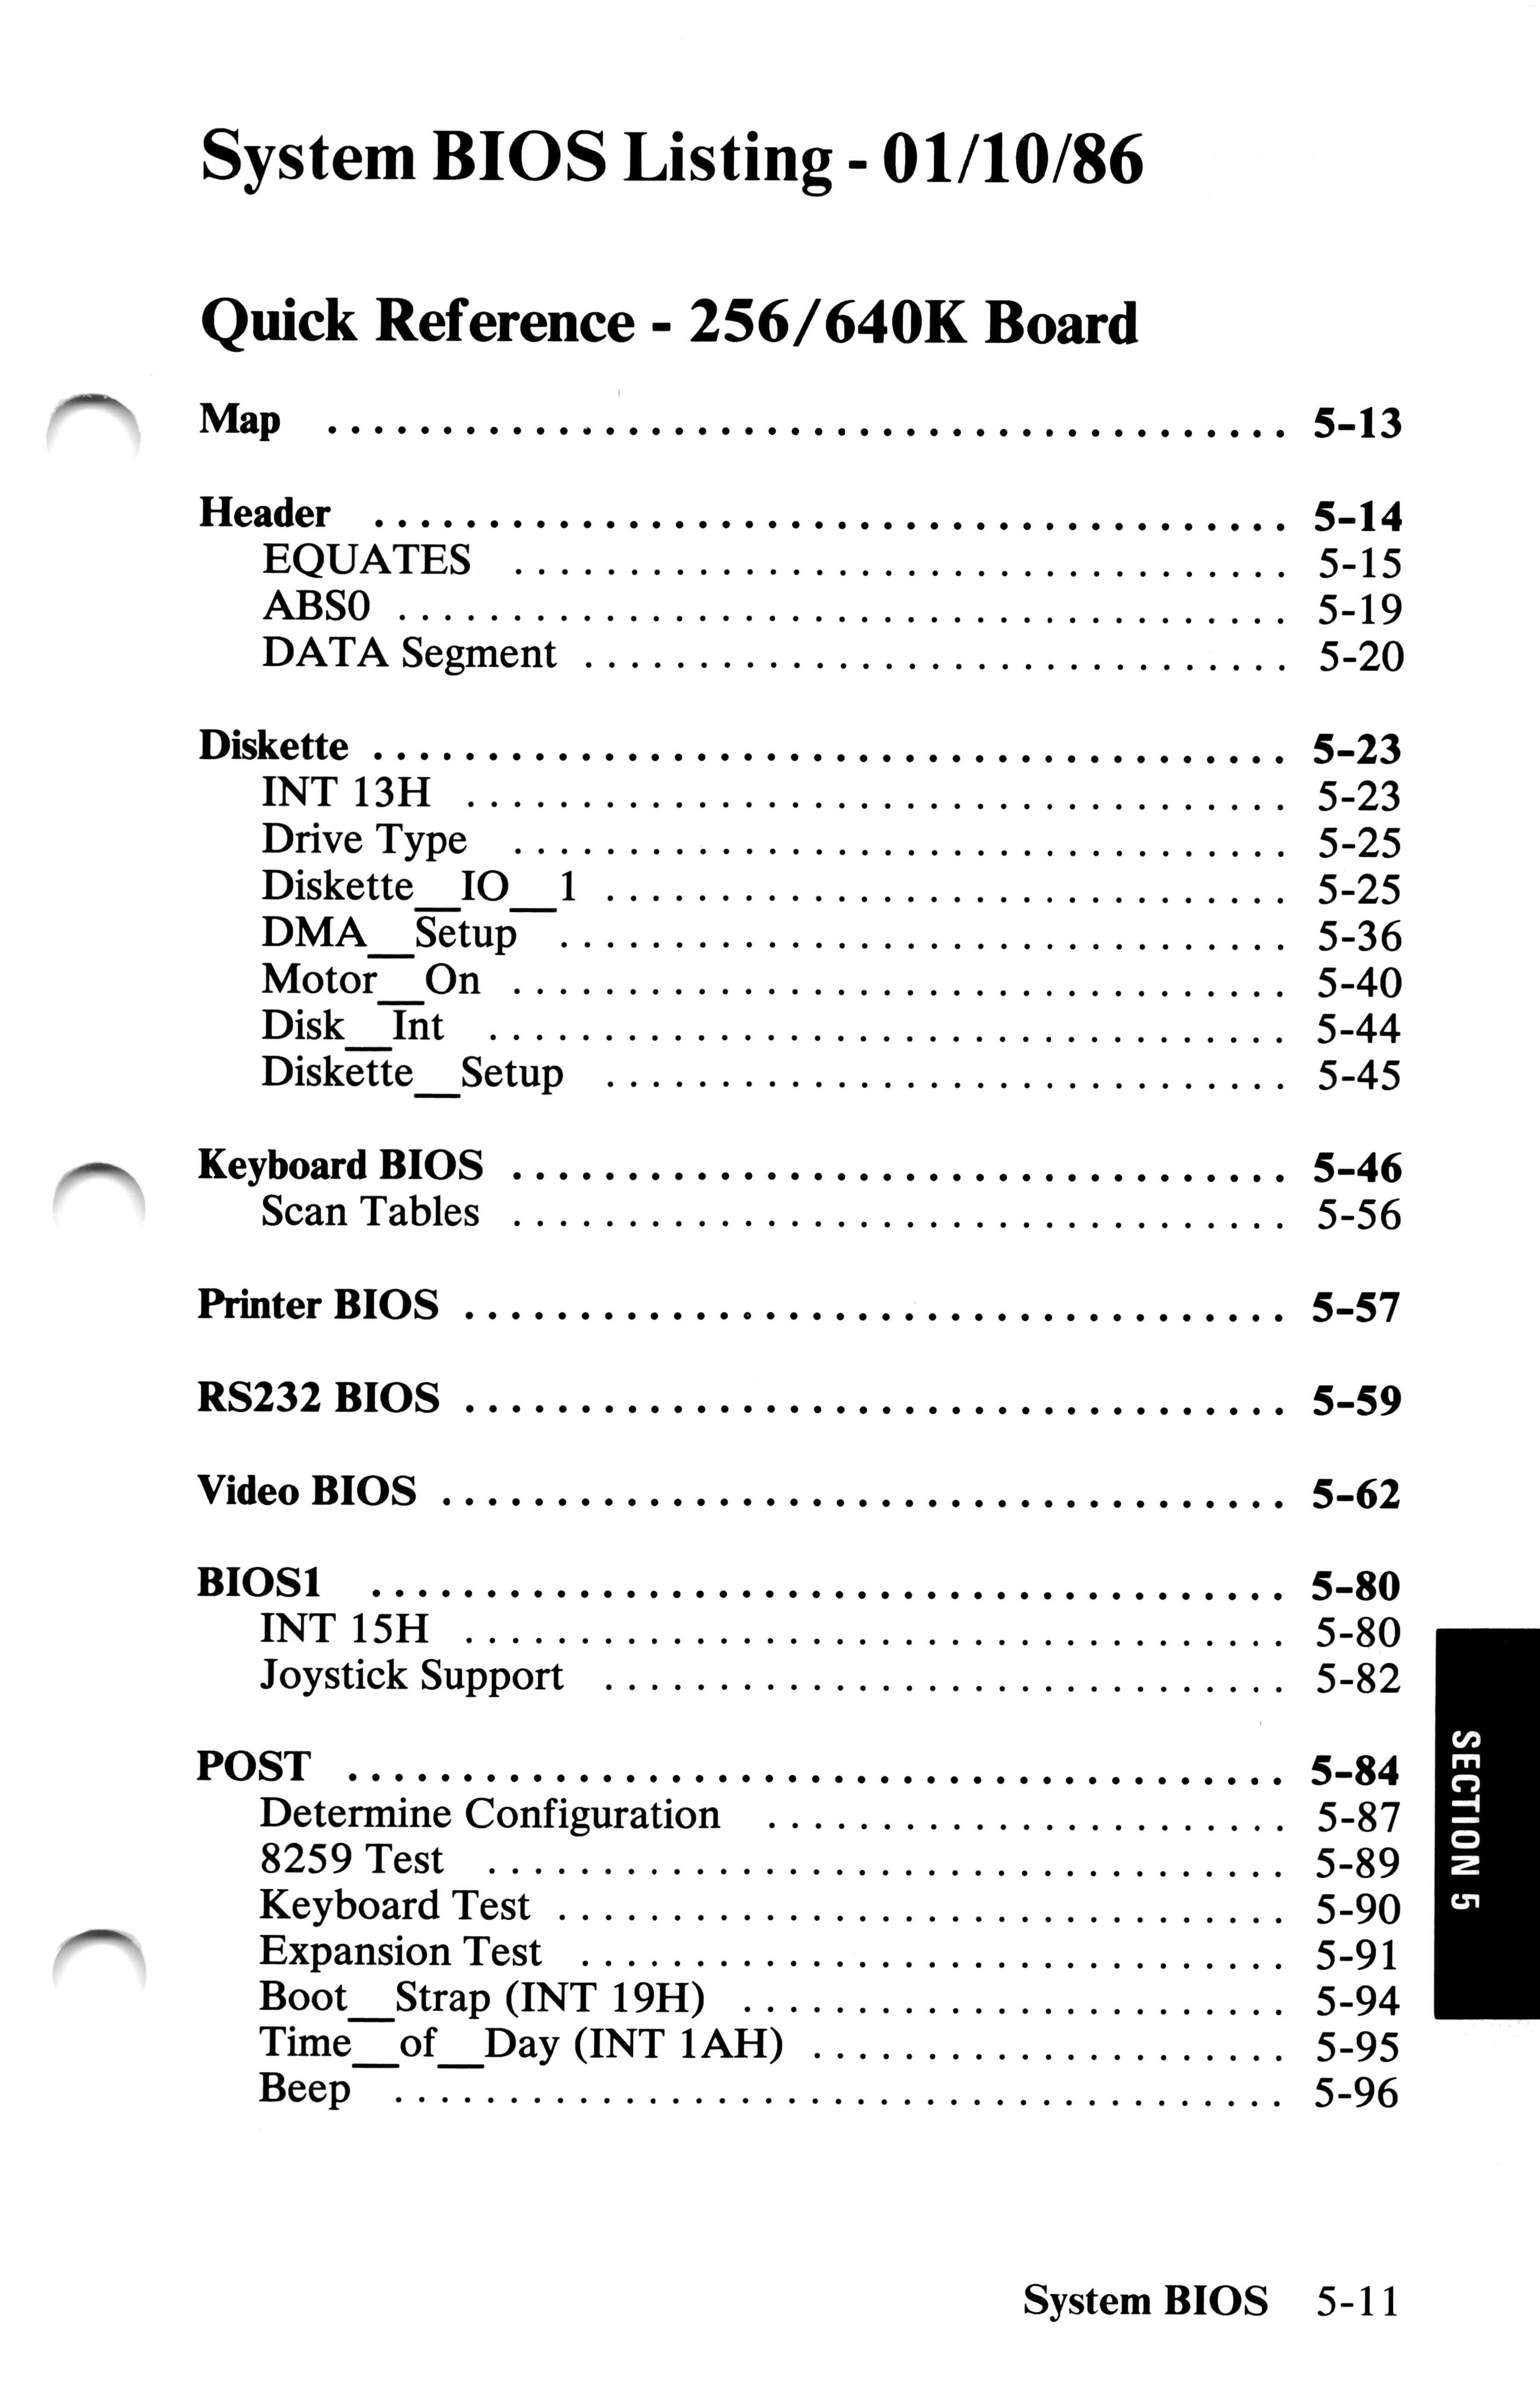 System BIOS Listing - 01/10/86
Quick Reference - 256/640K Board
Map ........................................ 5-13
Header ........................................ 5-14
EQUATES .................................. 5-15
ABS0 ....................................... 5-19
DATA Segment ............................... 5-20
Diskette ........................................ 5-23
INT 13H .................................... 5-23
Drive Type .................................. 5-25
Diskette__IO__1 .............................. 5-25
DMA__Setup ................................ 5-36
Motor__On .................................. 5-40
Disk__Int ................................... 5-44
Diskette__Setup .............................. 5-45
Keyboard BIOS .................................. 5-46
Scan Tables .................................. 5-56
Printer BIOS .................................... 5-57
RS232 BIOS .................................... 5-59
Video BIOS ..................................... 5-62
BIOS1 ........................................ 5-80
INT 15H .................................... 5-80
Joystick Support .............................. 5-82
POST ......................................... 5-84
Determine Configuration ....................... 5-87
8259 Test ................................... 5-89
Keyboard Test ................................ 5-90
Expansion Test ............................... 5-91
Boot__Strap (INT 19H) ........................ 5-94
Time__of__Day (INT 1AH) ..................... 5-95
Beep ....................................... 5-96
SECTION 5
System BIOS 5-11